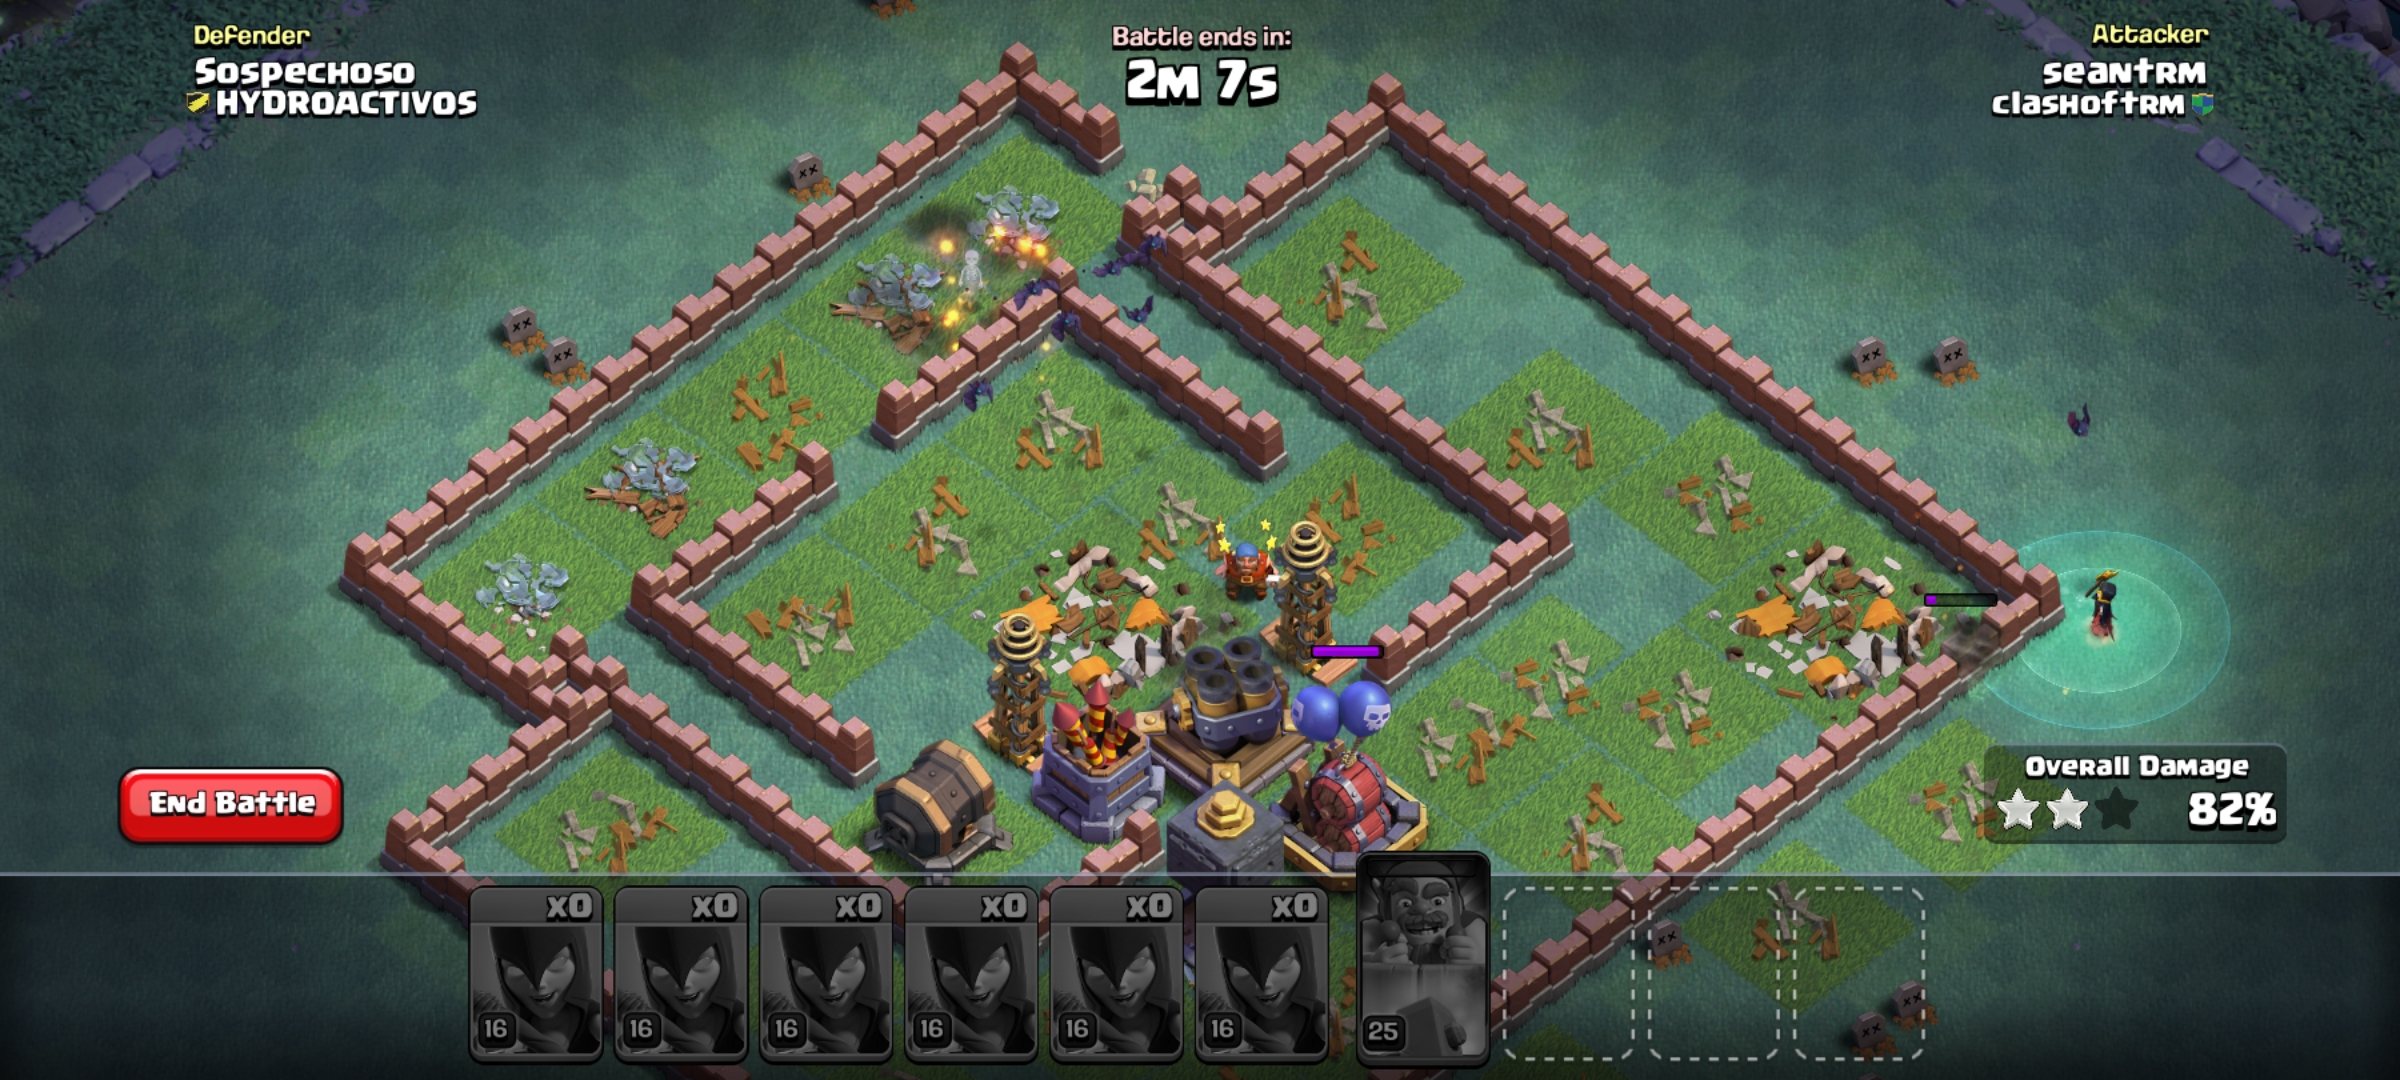 Defender
Sospechoso
HYDROACTIVOS
Battle ends in:
2M 7s
Attacker
seantRM
clashoftRM
End Battle
Overall Damage
82%
x0
x0
x0
x0
x0
x0
16
16
16
16
16
16
25